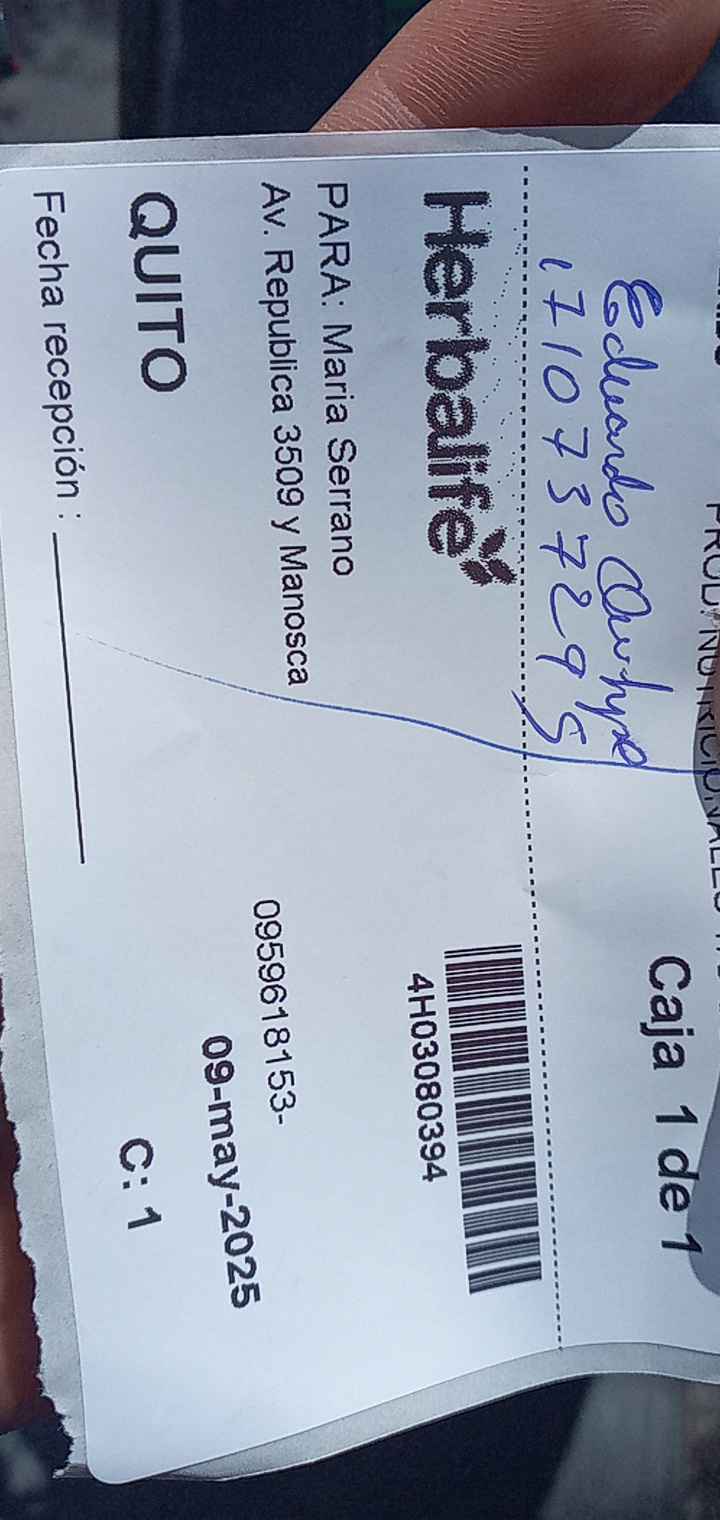 Caja 1 de 1
Eduardo
1710737295
Herbalife
4H03080394
PARA: Maria Serrano
Av. Republica 3509 y Manosca
0959618153-
09-may-2025
QUITO
C: 1
Fecha recepción :